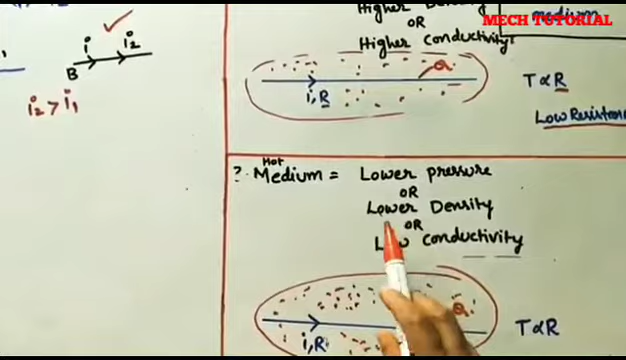 Higher Density
OR
Higher Conductivity
MECH TUTORIAL
medium
i i₂
B
i₂ > i₁
Q
i, R
T∝R
Low Resistance
? Hot Medium = Lower pressure
OR
Lower Density
OR
Low conductivity
Q
i, R
T∝R